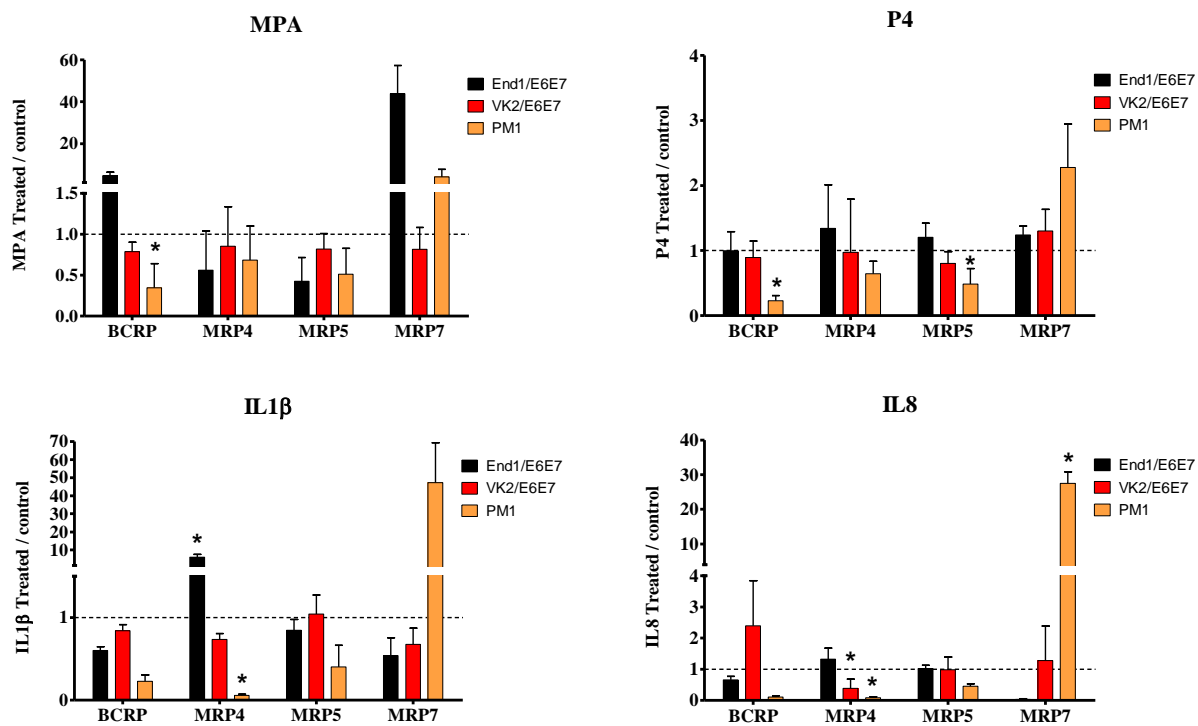 MPA
MPA Treated / control
60
40
20
1.5
1.0
0.5
0.0
*
BCRP
MRP4
MRP5
MRP7
End1/E6E7
VK2/E6E7
PM1
P4
P4 Treated / control
4
3
2
1
0
*
*
BCRP
MRP4
MRP5
MRP7
End1/E6E7
VK2/E6E7
PM1
IL1β
IL1β Treated / control
70
60
50
40
30
20
10
1
0
*
*
BCRP
MRP4
MRP5
MRP7
End1/E6E7
VK2/E6E7
PM1
IL8
IL8 Treated / control
40
30
20
10
4
3
2
1
0
*
*
*
BCRP
MRP4
MRP5
MRP7
End1/E6E7
VK2/E6E7
PM1